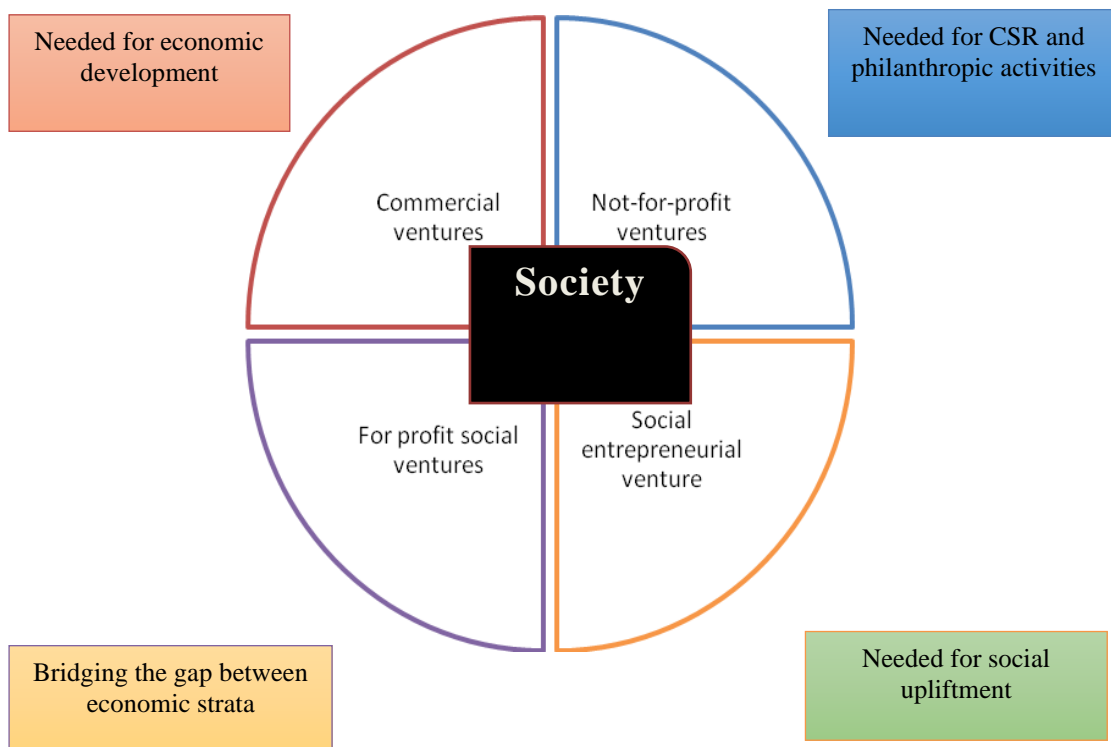 Needed for economic
development
Needed for CSR and
philanthropic activities
Commercial
ventures
Not-for-profit
ventures
Society
For profit social
ventures
Social
entrepreneurial
venture
Bridging the gap between
economic strata
Needed for social
upliftment